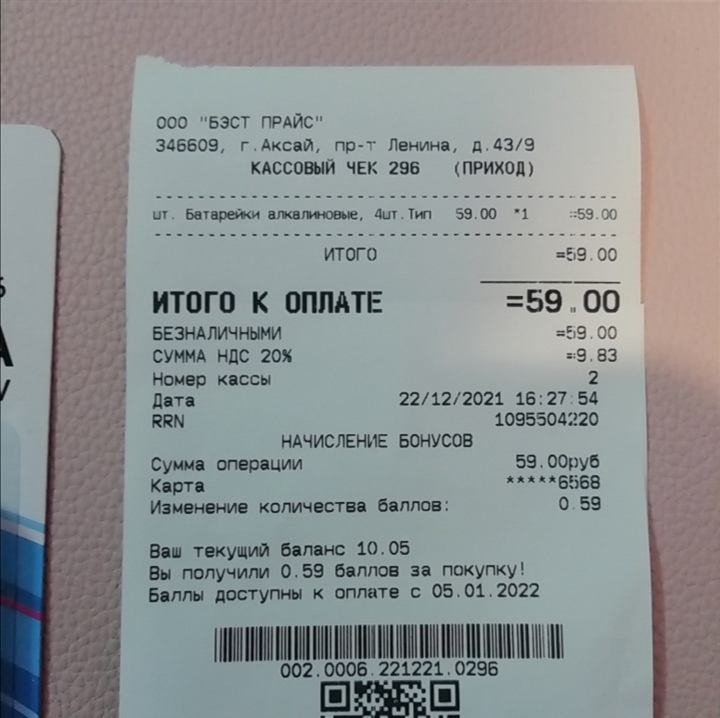 ООО "БЭСТ ПРАЙС"
346609, г.Аксай, пр-т Ленина, д.43/9
КАССОВЫЙ ЧЕК 296 (ПРИХОД)
шт. Батарейки алкалиновые, 4шт.Тип 59.00 *1 =59.00
ИТОГО =59.00
ИТОГО К ОПЛАТЕ =59.00
БЕЗНАЛИЧНЫМИ =59.00
СУММА НДС 20% =9.83
Номер кассы 2
Дата 22/12/2021 16:27:54
RRN 1095504220
НАЧИСЛЕНИЕ БОНУСОВ
Сумма операции 59.00руб
Карта *****6568
Изменение количества баллов: 0.59
Ваш текущий баланс 10.05
Вы получили 0.59 баллов за покупку!
Баллы доступны к оплате с 05.01.2022
002.0006.221221.0296